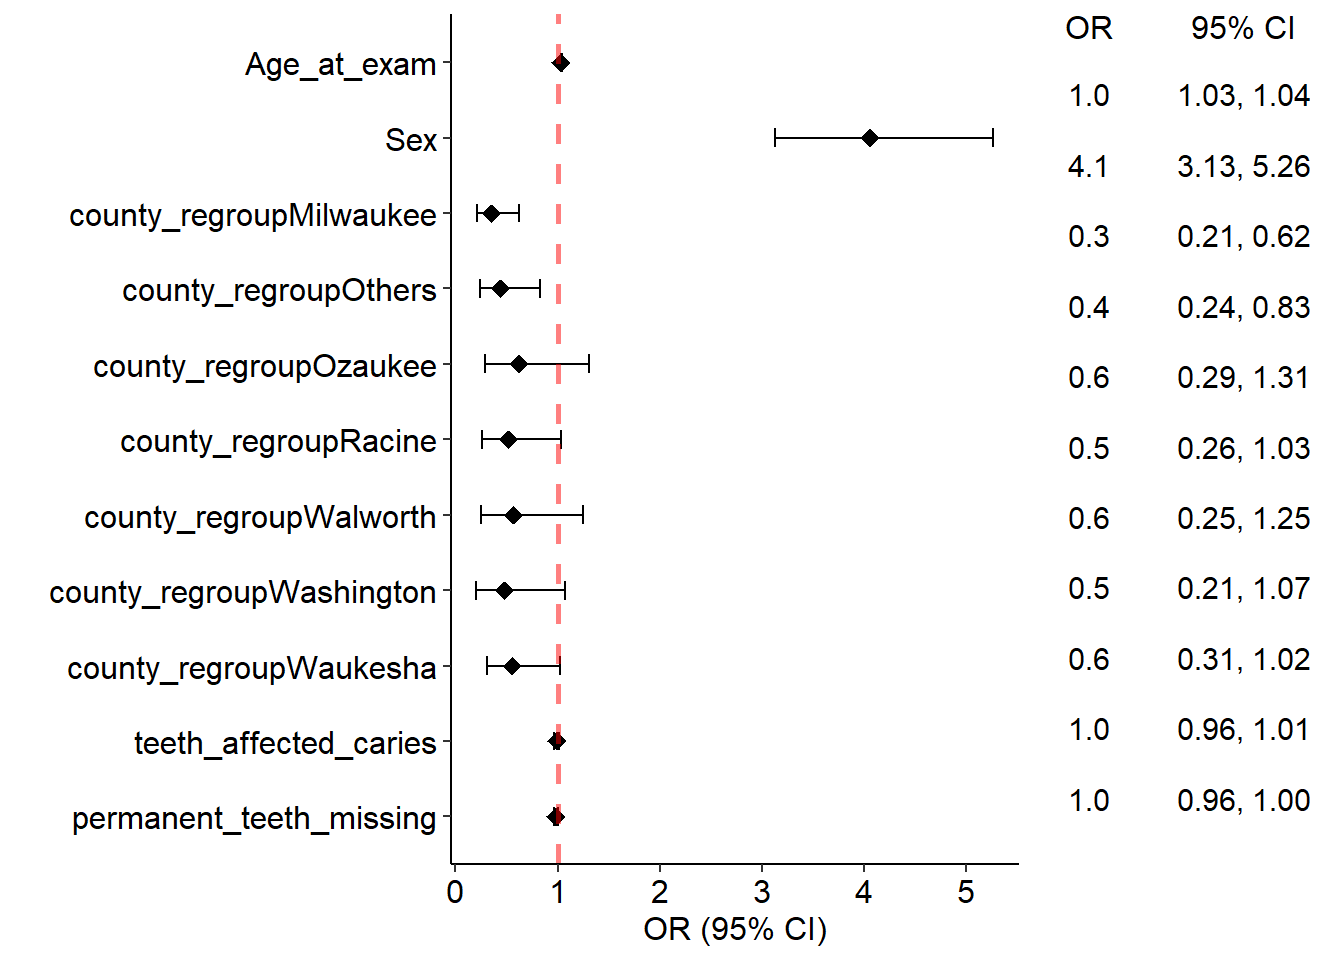 OR 95% CI
Age_at_exam
1.0 1.03, 1.04
Sex
4.1 3.13, 5.26
county_regroupMilwaukee
0.3 0.21, 0.62
county_regroupOthers
0.4 0.24, 0.83
county_regroupOzaukee
0.6 0.29, 1.31
county_regroupRacine
0.5 0.26, 1.03
county_regroupWalworth
0.6 0.25, 1.25
county_regroupWashington
0.5 0.21, 1.07
county_regroupWaukesha
0.6 0.31, 1.02
teeth_affected_caries
1.0 0.96, 1.01
permanent_teeth_missing
1.0 0.96, 1.00
0 1 2 3 4 5
OR (95% CI)